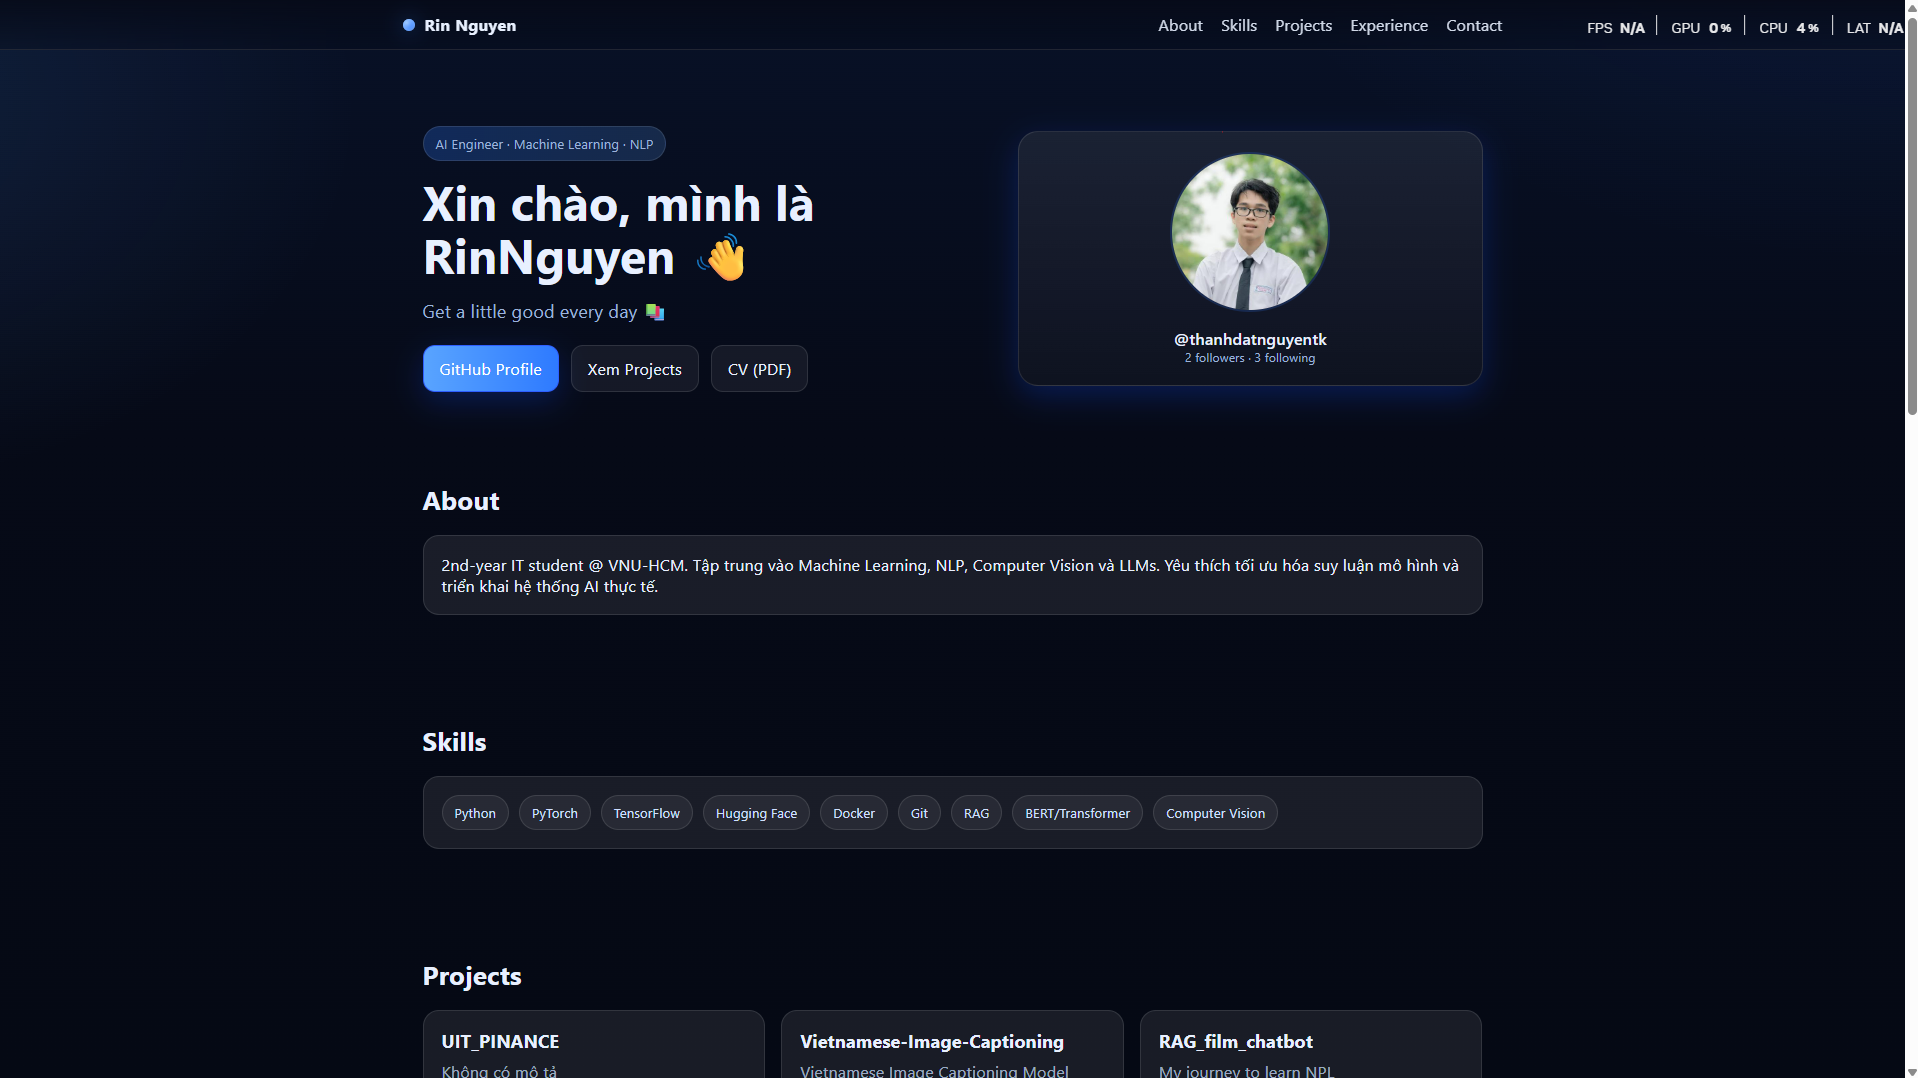 Rin Nguyen
About Skills Projects Experience Contact
FPS N/A GPU 0% CPU 4% LAT N/A
AI Engineer · Machine Learning · NLP
Xin chào, mình là
RinNguyen 👋
Get a little good every day 📚
GitHub Profile Xem Projects CV (PDF)
@thanhdatnguyentk
2 followers · 3 following
About
2nd-year IT student @ VNU-HCM. Tập trung vào Machine Learning, NLP, Computer Vision và LLMs. Yêu thích tối ưu hóa suy luận mô hình và
triển khai hệ thống AI thực tế.
Skills
Python PyTorch TensorFlow Hugging Face Docker Git RAG BERT/Transformer Computer Vision
Projects
UIT_PINANCE
Không có mô tả
Vietnamese-Image-Captioning
Vietnamese Image Captioning Model
RAG_film_chatbot
My journey to learn NPL